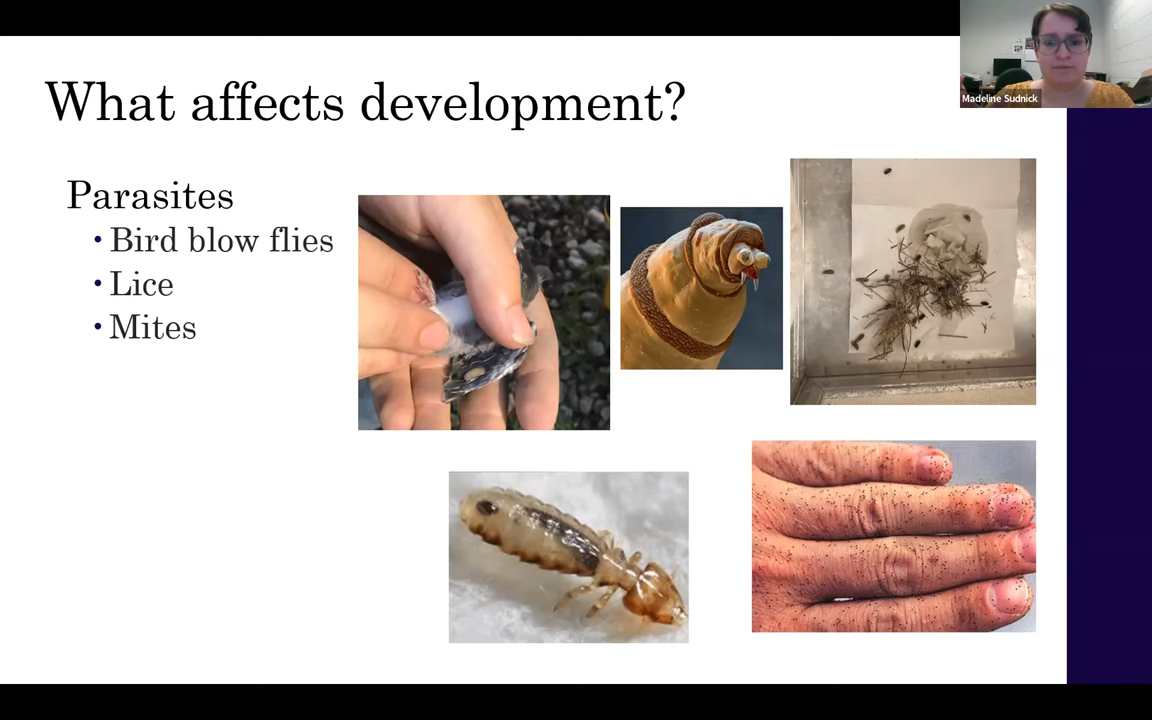 What affects development?
Parasites
• Bird blow flies
• Lice
• Mites
Madeline Sudnick